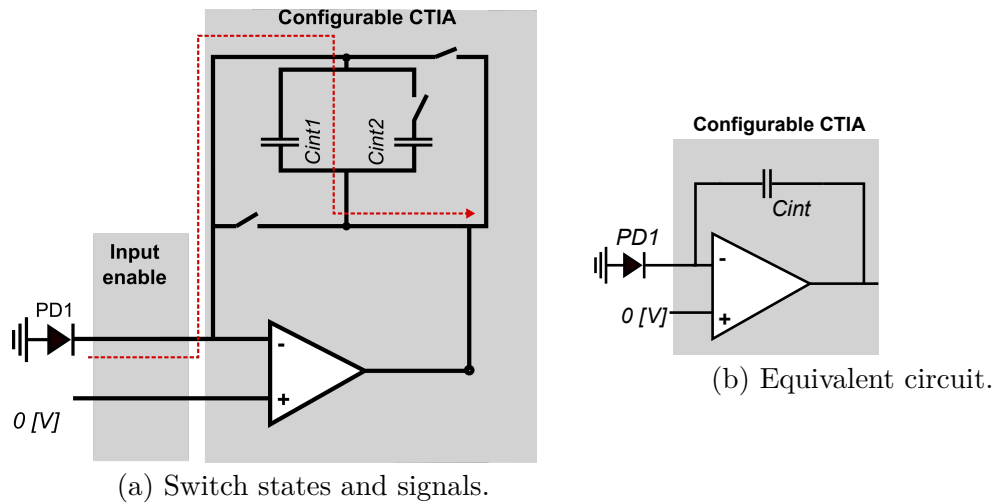 Configurable CTIA
Cint1
Cint2
Input
enable
PD1
-
+
0 [V]
(a) Switch states and signals.
Configurable CTIA
Cint
PD1
-
0 [V]
+
(b) Equivalent circuit.